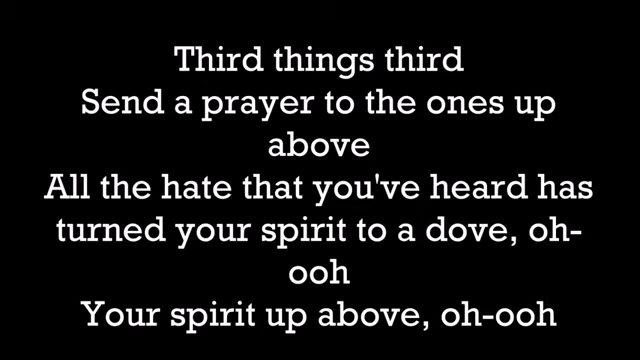 Third things third
Send a prayer to the ones up
above
All the hate that you've heard has
turned your spirit to a dove, oh-
ooh
Your spirit up above, oh-ooh